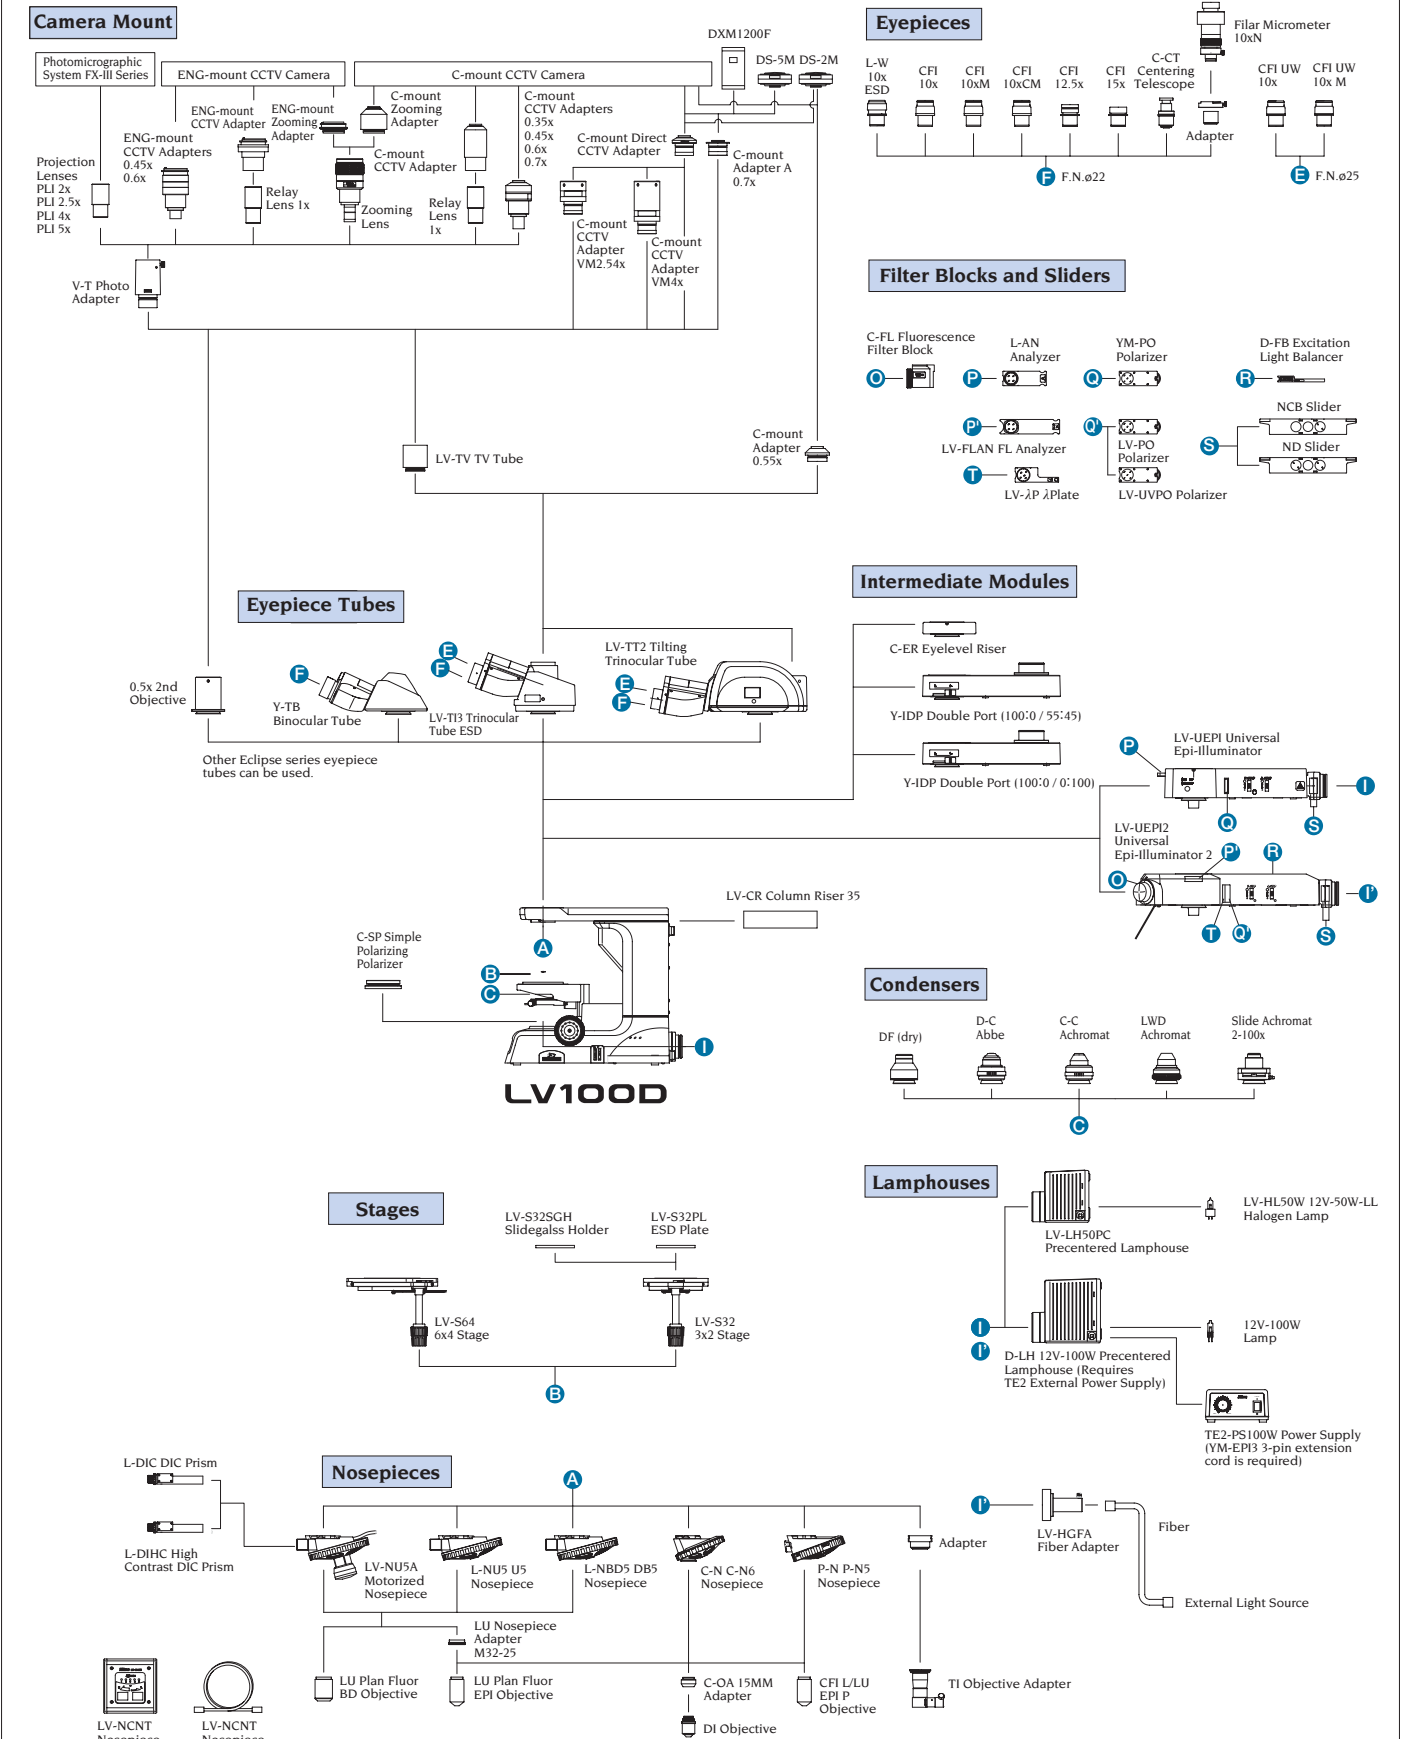 Camera Mount
Photomicrographic
System FX-III Series
ENG-mount CCTV Camera
C-mount CCTV Camera
DXM1200F
DS-5M DS-2M
Projection
Lenses
PLI 2x
PLI 2.5x
PLI 4x
PLI 5x
ENG-mount
CCTV Adapters
0.45x
0.6x
ENG-mount
CCTV Adapter
Relay
Lens 1x
ENG-mount
Zooming
Adapter
C-mount
Zooming
Adapter
C-mount
CCTV Adapter
Zooming
Lens
Relay
Lens
1x
C-mount
CCTV Adapters
0.35x
0.45x
0.6x
0.7x
C-mount Direct
CCTV Adapter
C-mount
Adapter A
0.7x
C-mount
CCTV
Adapter
VM2.54x
C-mount
CCTV
Adapter
VM4x
V-T Photo
Adapter
LV-TV TV Tube
C-mount
Adapter
0.55x
Eyepieces
L-W
10x
ESD
CFI
10x
CFI
10xM
CFI
10xCM
CFI
12.5x
CFI
15x
C-CT
Centering
Telescope
Filar Micrometer
10xN
Adapter
CFI UW
10x
CFI UW
10x M
F F.N.ø22
E F.N.ø25
Filter Blocks and Sliders
C-FL Fluorescence
Filter Block
O
L-AN
Analyzer
P
YM-PO
Polarizer
Q
D-FB Excitation
Light Balancer
R
P'
LV-FLAN FL Analyzer
Q'
LV-PO
Polarizer
NCB Slider
S
ND Slider
T
LV-λP λPlate
LV-UVPO Polarizer
Eyepiece Tubes
0.5x 2nd
Objective
F
Y-TB
Binocular Tube
E
F
LV-TI3 Trinocular
Tube ESD
LV-TT2 Tilting
Trinocular Tube
E
F
Other Eclipse series eyepiece
tubes can be used.
Intermediate Modules
C-ER Eyelevel Riser
Y-IDP Double Port (100:0 / 55:45)
Y-IDP Double Port (100:0 / 0:100)
LV-UEPI Universal
Epi-Illuminator
P
I
Q
S
LV-UEPI2
Universal
Epi-Illuminator 2
P'
R
O
I'
T
Q'
S
LV-CR Column Riser 35
C-SP Simple
Polarizing
Polarizer
A
B
C
I
LV100D
Condensers
DF (dry)
D-C
Abbe
C-C
Achromat
LWD
Achromat
Slide Achromat
2-100x
C
Stages
LV-S32SGH
Slidegalss Holder
LV-S32PL
ESD Plate
LV-S64
6x4 Stage
LV-S32
3x2 Stage
B
Lamphouses
LV-LH50PC
Precentered Lamphouse
LV-HL50W 12V-50W-LL
Halogen Lamp
I
I'
D-LH 12V-100W Precentered
Lamphouse (Requires
TE2 External Power Supply)
12V-100W
Lamp
TE2-PS100W Power Supply
(YM-EPI3 3-pin extension
cord is required)
I'
LV-HGFA
Fiber Adapter
Fiber
External Light Source
Nosepieces
A
L-DIC DIC Prism
L-DIHC High
Contrast DIC Prism
LV-NU5A
Motorized
Nosepiece
L-NU5 U5
Nosepiece
L-NBD5 DB5
Nosepiece
C-N C-N6
Nosepiece
P-N P-N5
Nosepiece
Adapter
LU Nosepiece
Adapter
M32-25
LU Plan Fluor
BD Objective
LU Plan Fluor
EPI Objective
C-OA 15MM
Adapter
DI Objective
CFI L/LU
EPI P
Objective
TI Objective Adapter
LV-NCNT
Nosepiece
LV-NCNT
Nosepiece